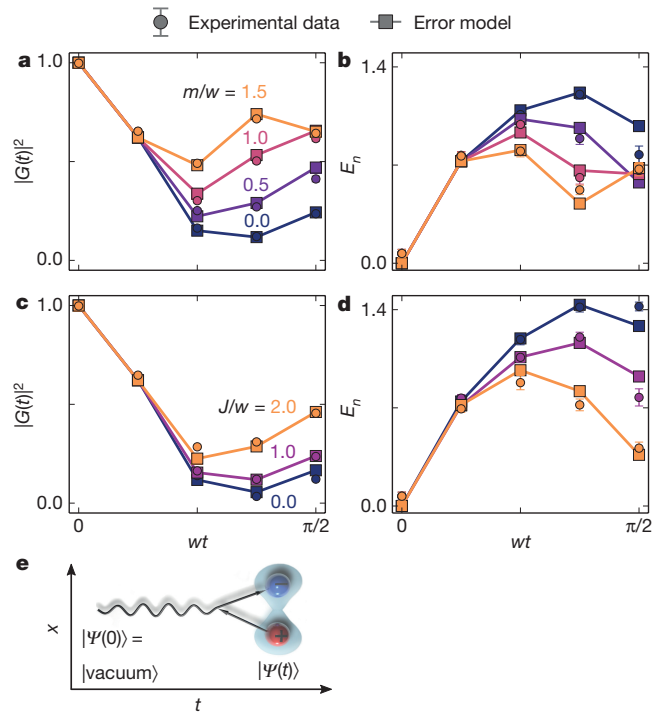 Experimental data Error model
a
1.0
|G(t)|²
0.0
m/w = 1.5
1.0
0.5
0.0
b
1.4
E_n
0.0
c
1.0
|G(t)|²
0.0
J/w = 2.0
1.0
0.0
0
wt
π/2
d
1.4
E_n
0.0
0
wt
π/2
e
x
|Ψ(0)⟩ =
|vacuum⟩
|Ψ(t)⟩
−
+
t